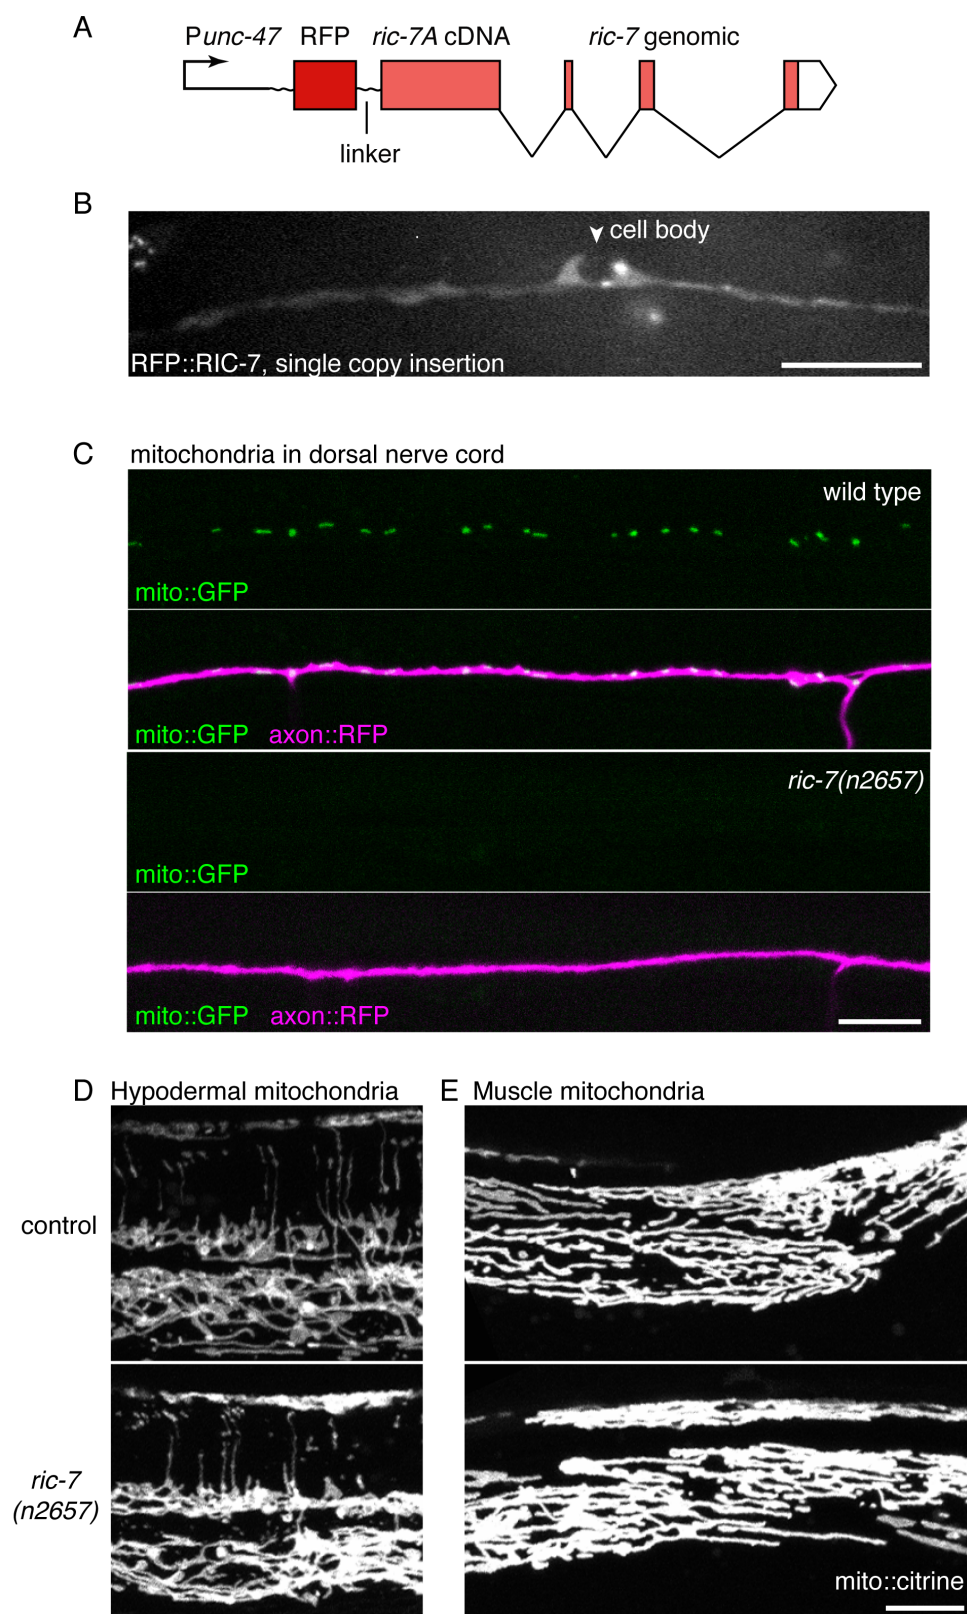 A
Punc-47 RFP ric-7A cDNA ric-7 genomic
linker
B
cell body
RFP::RIC-7, single copy insertion
C mitochondria in dorsal nerve cord
wild type
mito::GFP
mito::GFP axon::RFP
ric-7(n2657)
mito::GFP
mito::GFP axon::RFP
D Hypodermal mitochondria E Muscle mitochondria
control
ric-7
(n2657)
mito::citrine